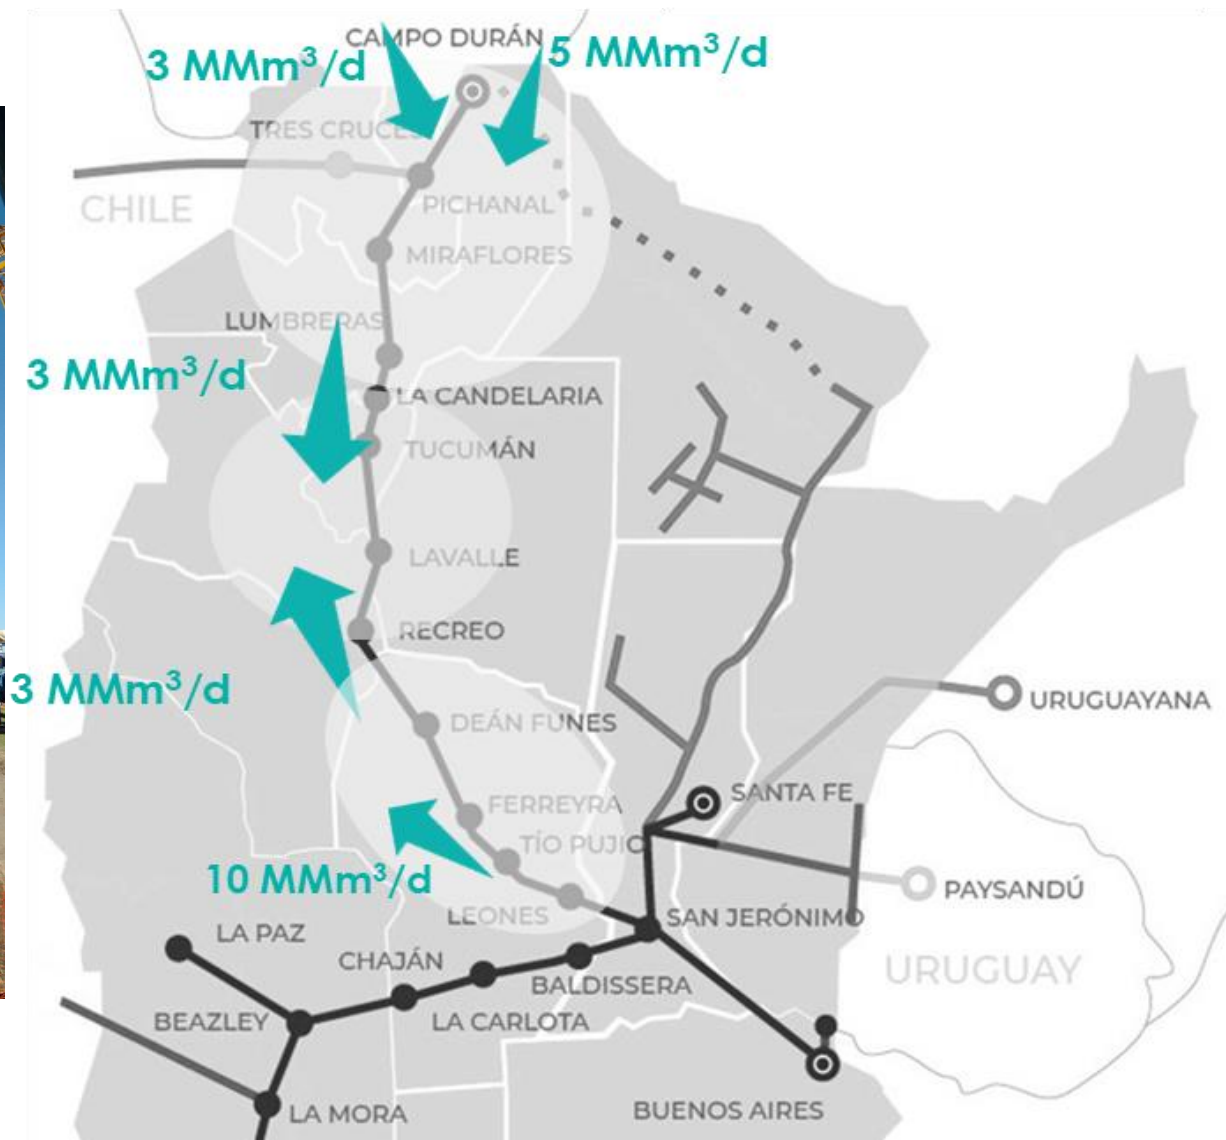 CAMPO DURÁN
3 MMm³/d
5 MMm³/d
TRES CRUCES
CHILE
PICHANAL
MIRAFLORES
LUMBRERAS
3 MMm³/d
LA CANDELARIA
TUCUMÁN
LAVALLE
RECREO
3 MMm³/d
URUGUAYANA
DEÁN FUNES
SANTA FE
FERREYRA
TÍO PUJIO
10 MMm³/d
PAYSANDÚ
LEONES
SAN JERÓNIMO
LA PAZ
CHAJÁN
URUGUAY
BALDISSERA
BEAZLEY
LA CARLOTA
LA MORA
BUENOS AIRES